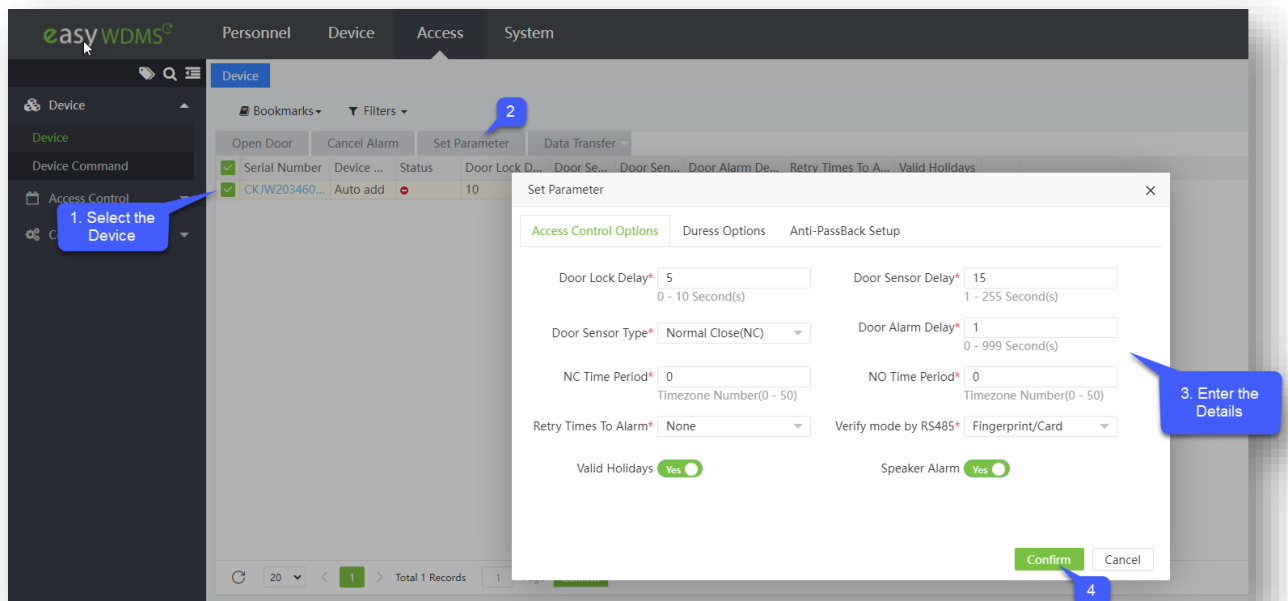 easy WDMS
Personnel Device Access System
Device
Device
Bookmarks Filters
2
Device
Open Door Cancel Alarm Set Parameter Data Transfer
Device Command
Serial Number Device ... Status Door Lock D... Door Se... Door Sen... Door Alarm De... Retry Times To A... Valid Holidays
CKJW203460... Auto add 10
Access Control
1. Select the
Device
Set Parameter
Access Control Options Duress Options Anti-PassBack Setup
Door Lock Delay* 5 Door Sensor Delay* 15
0 - 10 Second(s) 1 - 255 Second(s)
Door Sensor Type* Normal Close(NC) Door Alarm Delay* 1
0 - 999 Second(s)
NC Time Period* 0 NO Time Period* 0
Timezone Number(0 - 50) Timezone Number(0 - 50)
3. Enter the
Details
Retry Times To Alarm* None Verify mode by RS485* Fingerprint/Card
Valid Holidays Yes Speaker Alarm Yes
Confirm Cancel
4
20 < 1 > Total 1 Records 1